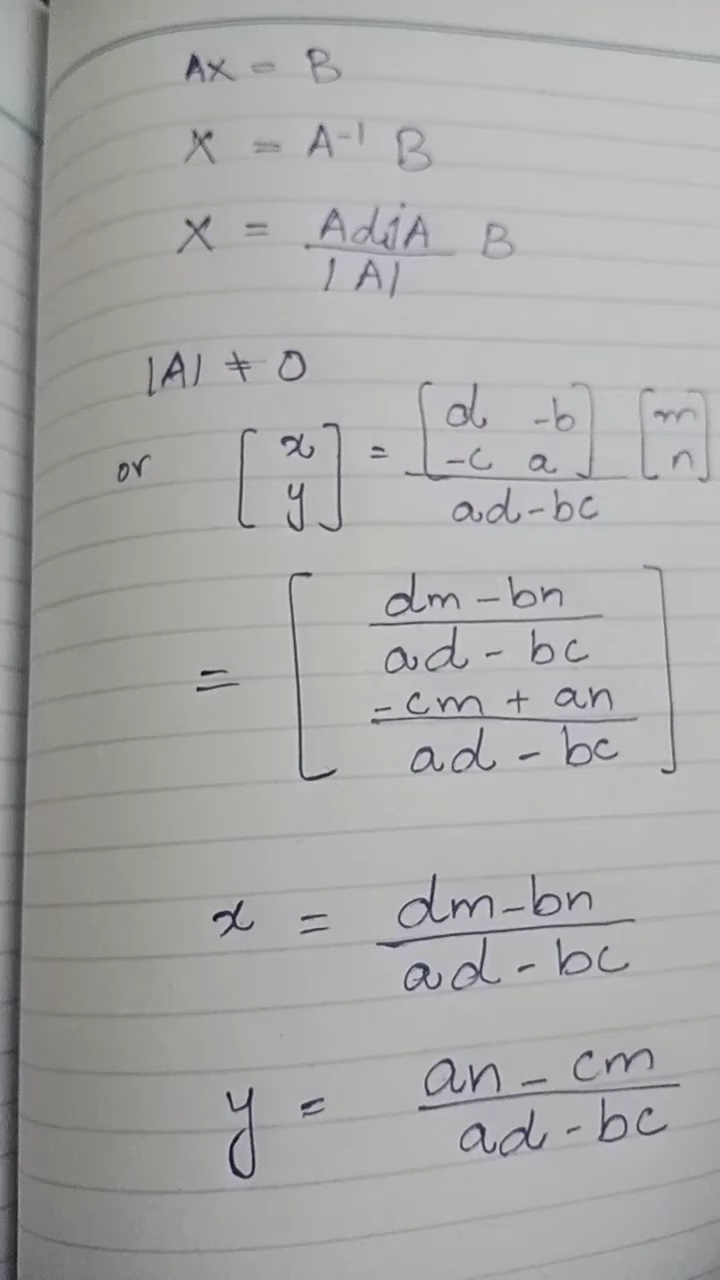 AX = B
X = A⁻¹ B
X = AdjA / |A| B
|A| ≠ 0
or [x y] = [d -b -c a] / ad-bc [m n]
= [dm - bn / ad - bc
-cm + an / ad - bc]
x = dm-bn / ad - bc
y = an - cm / ad - bc